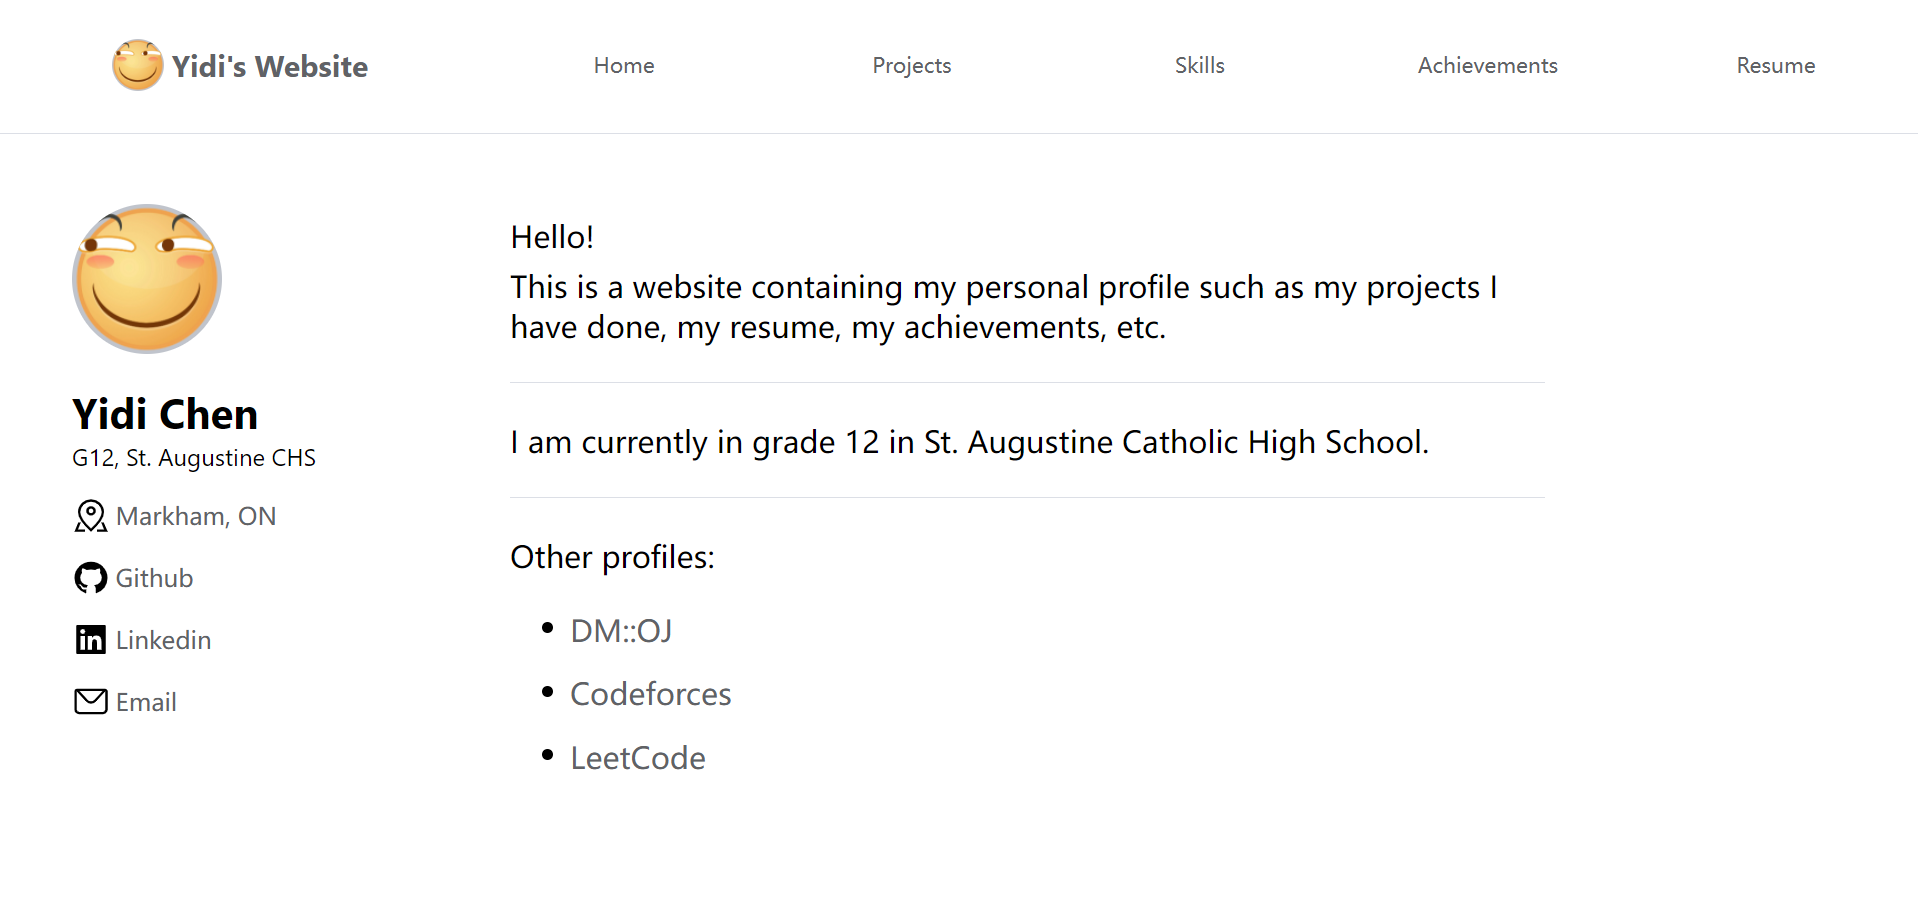 Yidi's Website
Home
Projects
Skills
Achievements
Resume
Yidi Chen
G12, St. Augustine CHS
Markham, ON
Github
Linkedin
Email
Hello!
This is a website containing my personal profile such as my projects I
have done, my resume, my achievements, etc.
I am currently in grade 12 in St. Augustine Catholic High School.
Other profiles:
DM::OJ
Codeforces
LeetCode